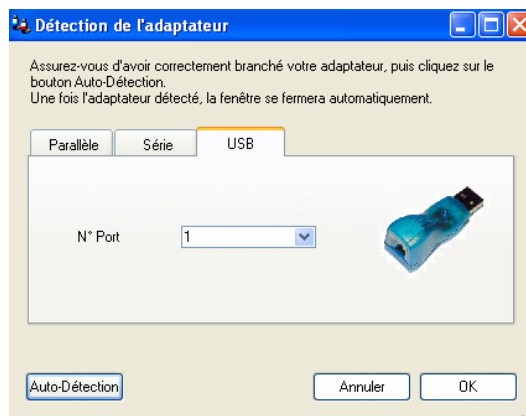 Détection de l'adaptateur
Assurez-vous d'avoir correctement branché votre adaptateur, puis cliquez sur le
bouton Auto-Détection.
Une fois l'adaptateur détecté, la fenêtre se fermera automatiquement.
Parallèle Série USB
N° Port 1
Auto-Détection Annuler OK